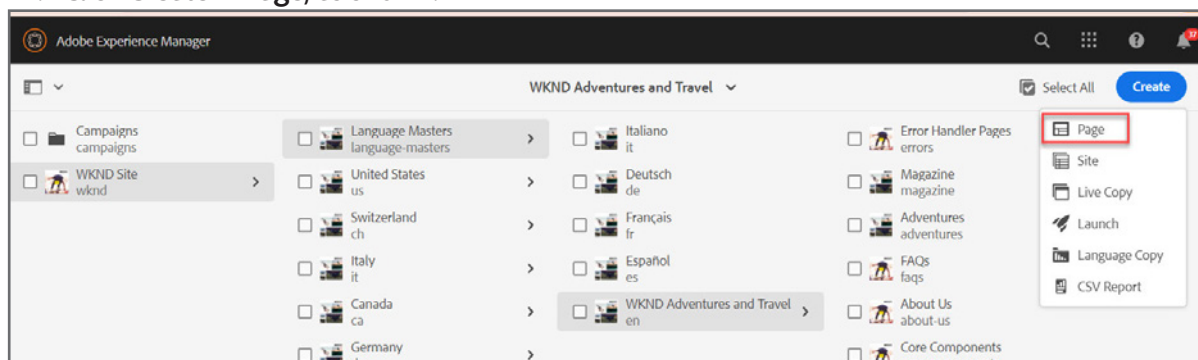 Adobe Experience Manager
37
WKND Adventures and Travel
Select All
Create
Campaigns
campaigns
WKND Site
wknd
Language Masters
language-masters
United States
us
Switzerland
ch
Italy
it
Canada
ca
Germany
Italiano
it
Deutsch
de
Français
fr
Español
es
WKND Adventures and Travel
en
Error Handler Pages
errors
Magazine
magazine
Adventures
adventures
FAQs
faqs
About Us
about-us
Core Components
Page
Site
Live Copy
Launch
Language Copy
CSV Report